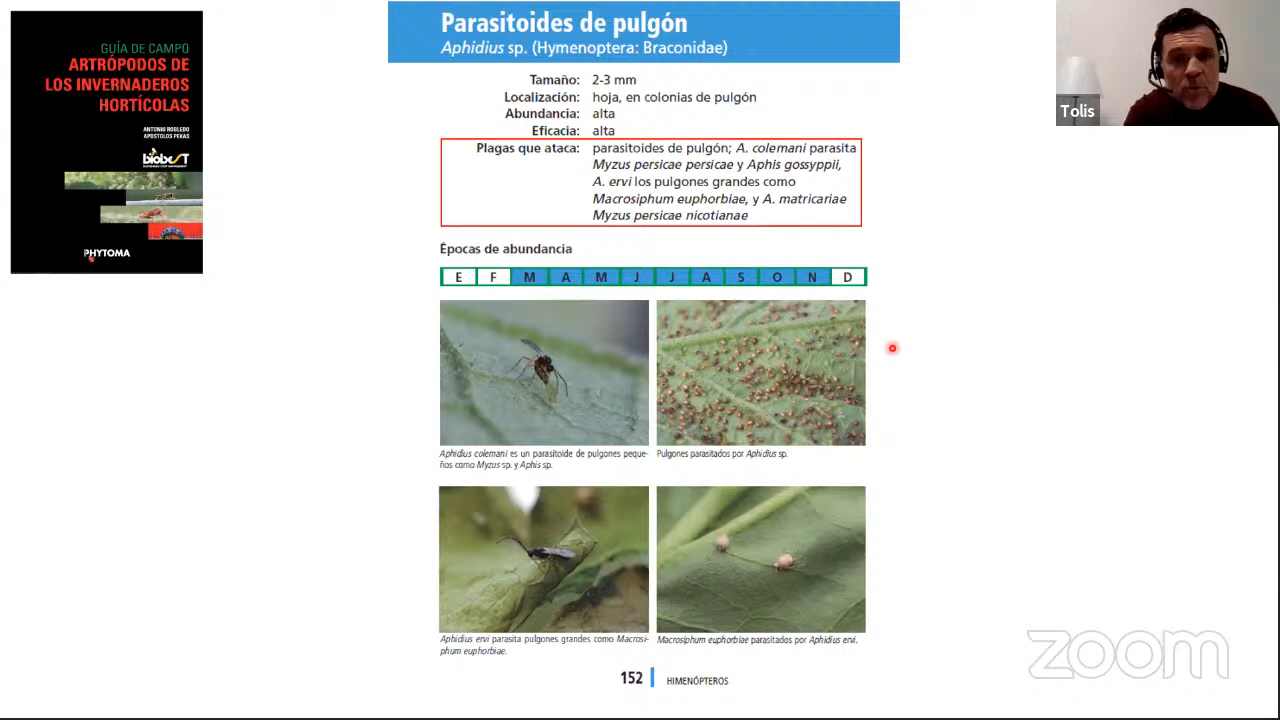 GUÍA DE CAMPO
ARTRÓPODOS DE
LOS INVERNADEROS
HORTÍCOLAS
ANTONIO ROBLEDO
APOSTOLOS PEKAS
biobest
PHYTOMA
Parasitoides de pulgón
Aphidius sp. (Hymenoptera: Braconidae)
Tamaño: 2-3 mm
Localización: hoja, en colonias de pulgón
Abundancia: alta
Eficacia: alta
Plagas que ataca: parasitoides de pulgón; A. colemani parasita
Myzus persicae persicae y Aphis gossyppii,
A. ervi los pulgones grandes como
Macrosiphum euphorbiae, y A. matricariae
Myzus persicae nicotianae
Épocas de abundancia
E F M A M J J A S O N D
Aphidius colemani es un parasitoide de pulgones peque-
ños como Myzus sp. y Aphis sp.
Pulgones parasitados por Aphidius sp.
Aphidius ervi parasita pulgones grandes como Macrosi-
phum euphorbiae.
Macrosiphum euphorbiae parasitados por Aphidius ervi.
152 HIMENÓPTEROS
Tolis
zoom